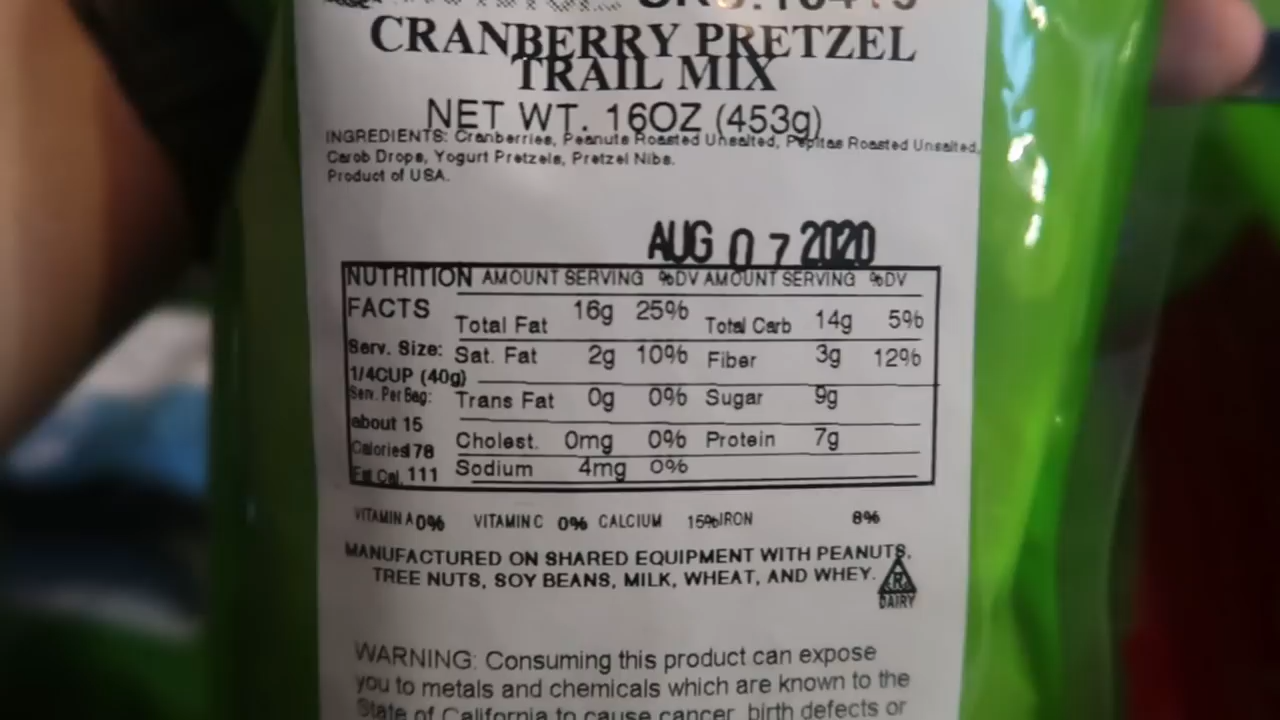 CRANBERRY PRETZEL
TRAIL MIX
NET WT. 16OZ (453g)
INGREDIENTS: Cranberries, Peanuts Roasted Unsalted, Pepitas Roasted Unsalted,
Carob Drops, Yogurt Pretzels, Pretzel Nibs.
Product of USA.
AUG 07 2020
NUTRITION AMOUNT SERVING %DV AMOUNT SERVING %DV
FACTS
Total Fat 16g 25% Total Carb 14g 5%
Serv. Size: Sat. Fat 2g 10% Fiber 3g 12%
1/4CUP (40g)
Serv. Per Bag: Trans Fat 0g 0% Sugar 9g
about 15
Calories 78 Cholest. 0mg 0% Protein 7g
Fat Cal. 111 Sodium 4mg 0%
VITAMIN A 0% VITAMIN C 0% CALCIUM 15% IRON 8%
MANUFACTURED ON SHARED EQUIPMENT WITH PEANUTS,
TREE NUTS, SOY BEANS, MILK, WHEAT, AND WHEY.
R
DAIRY
WARNING: Consuming this product can expose
you to metals and chemicals which are known to the
State of California to cause cancer, birth defects or